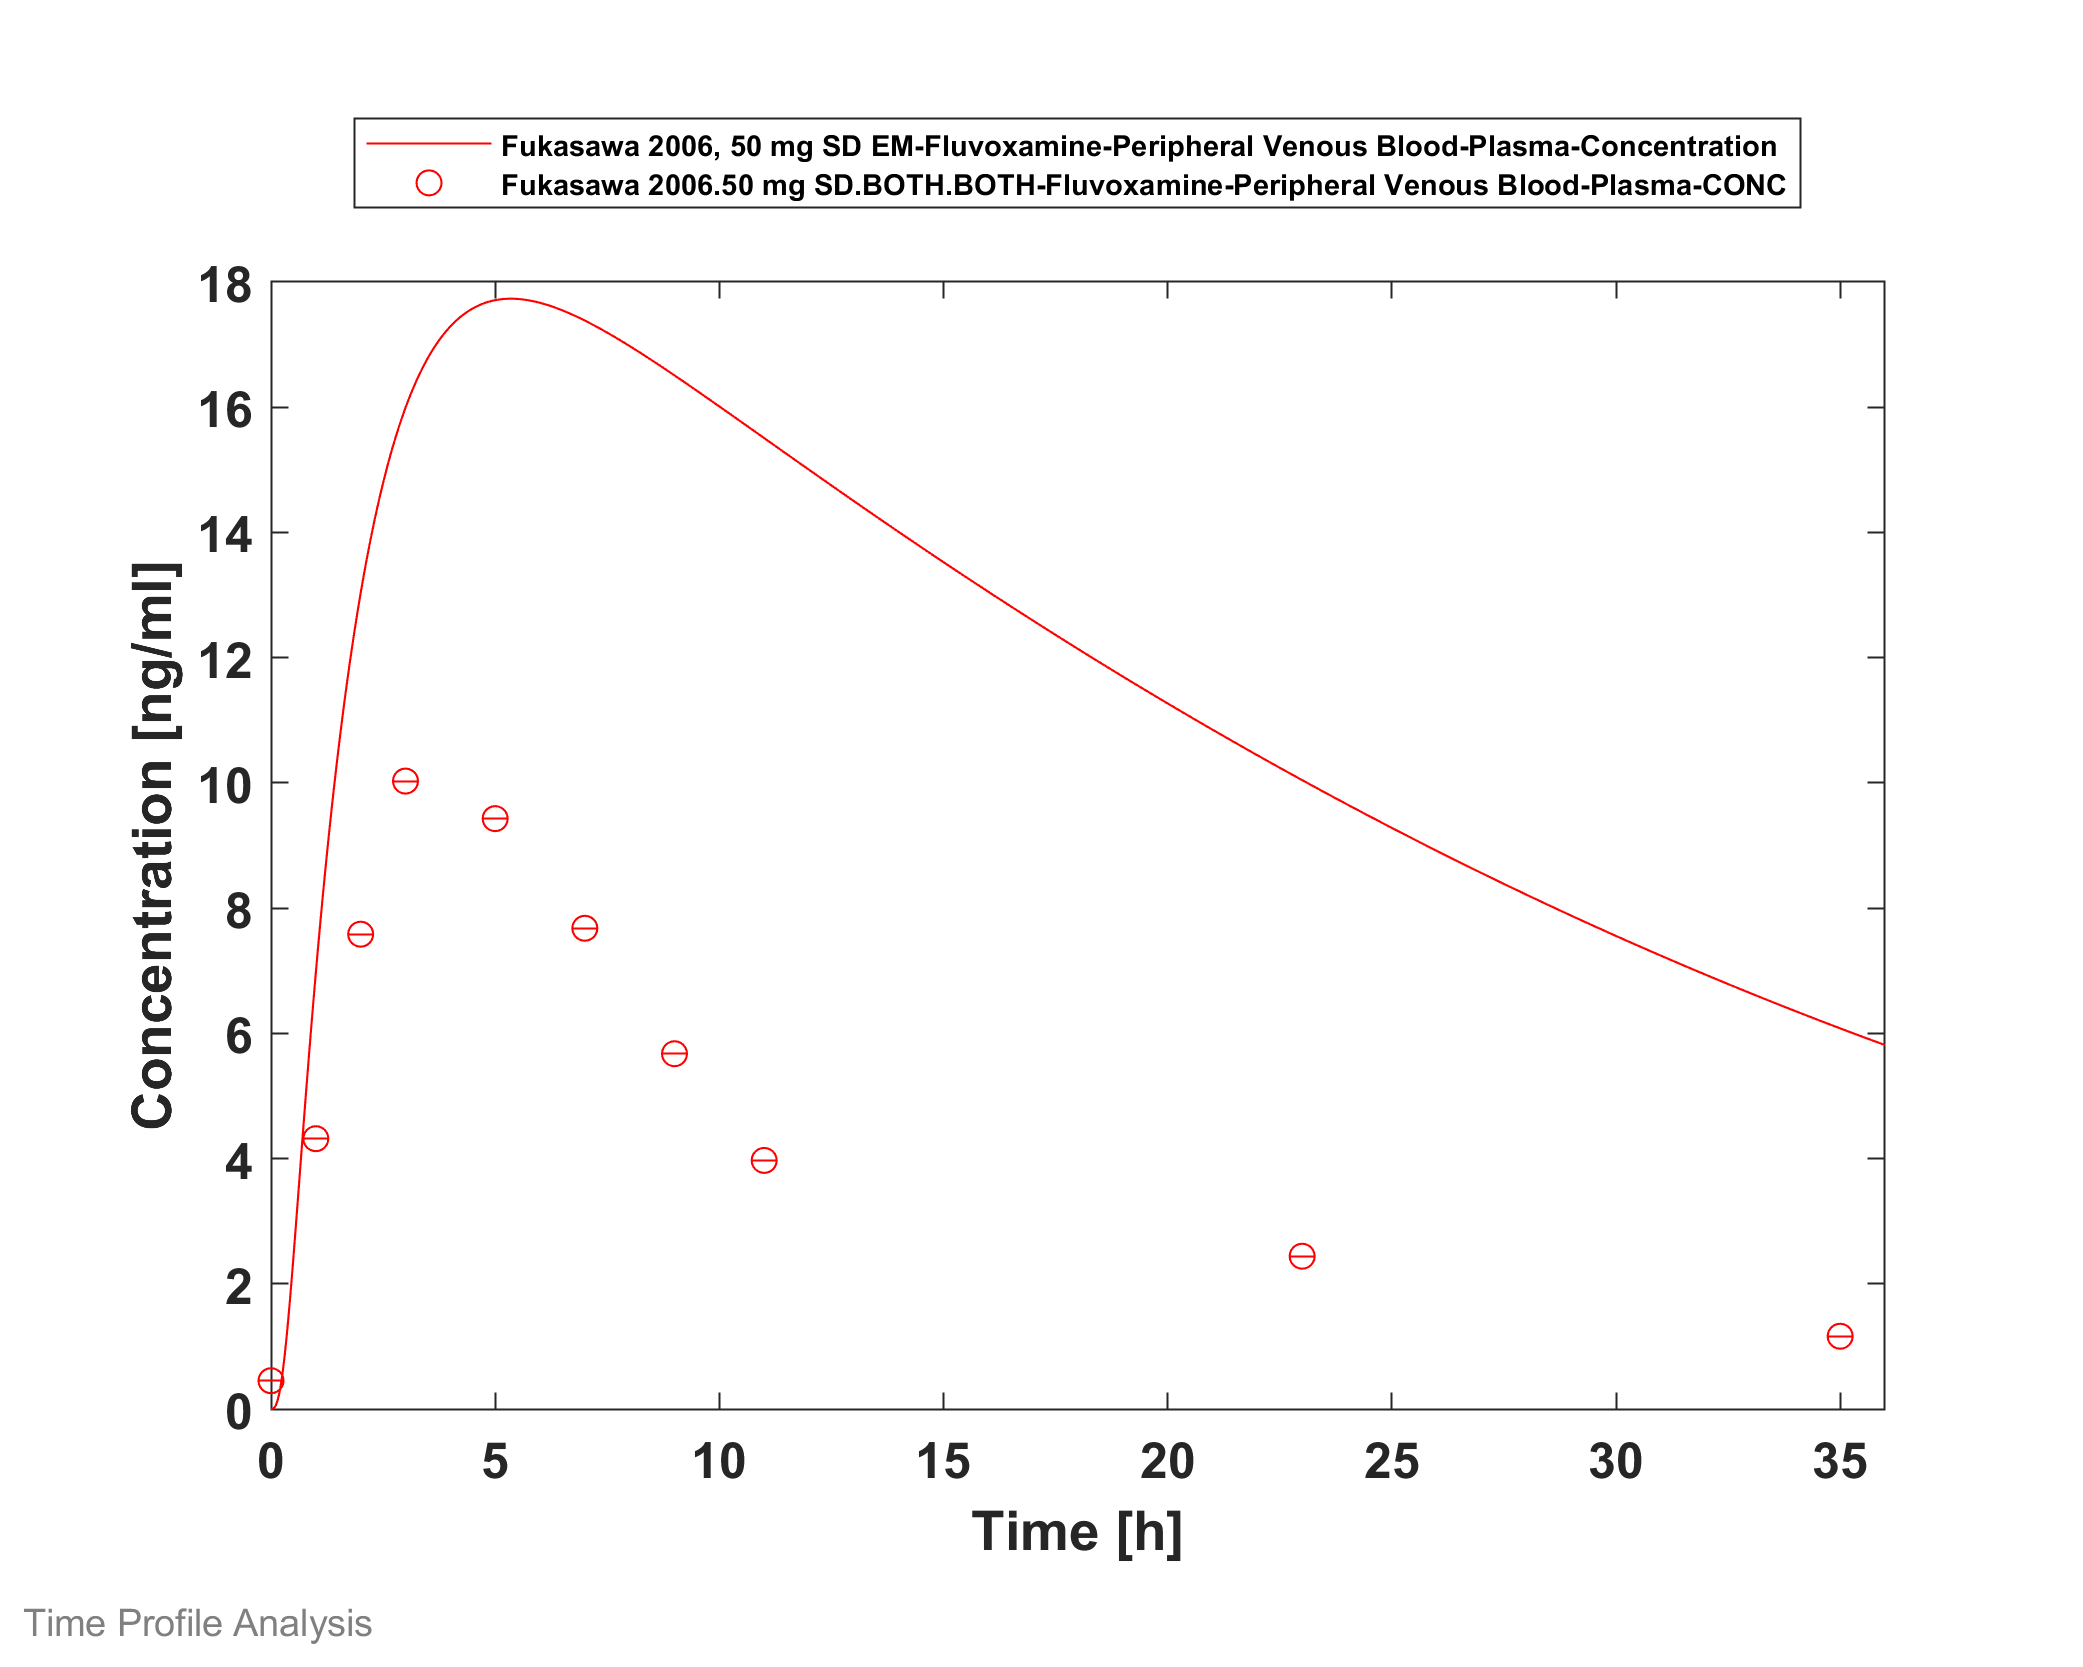 Fukasawa 2006, 50 mg SD EM-Fluvoxamine-Peripheral Venous Blood-Plasma-Concentration
Fukasawa 2006.50 mg SD.BOTH.BOTH-Fluvoxamine-Peripheral Venous Blood-Plasma-CONC
18
16
14
12
10
8
6
4
2
0
Concentration [ng/ml]
0 5 10 15 20 25 30 35
Time [h]
Time Profile Analysis